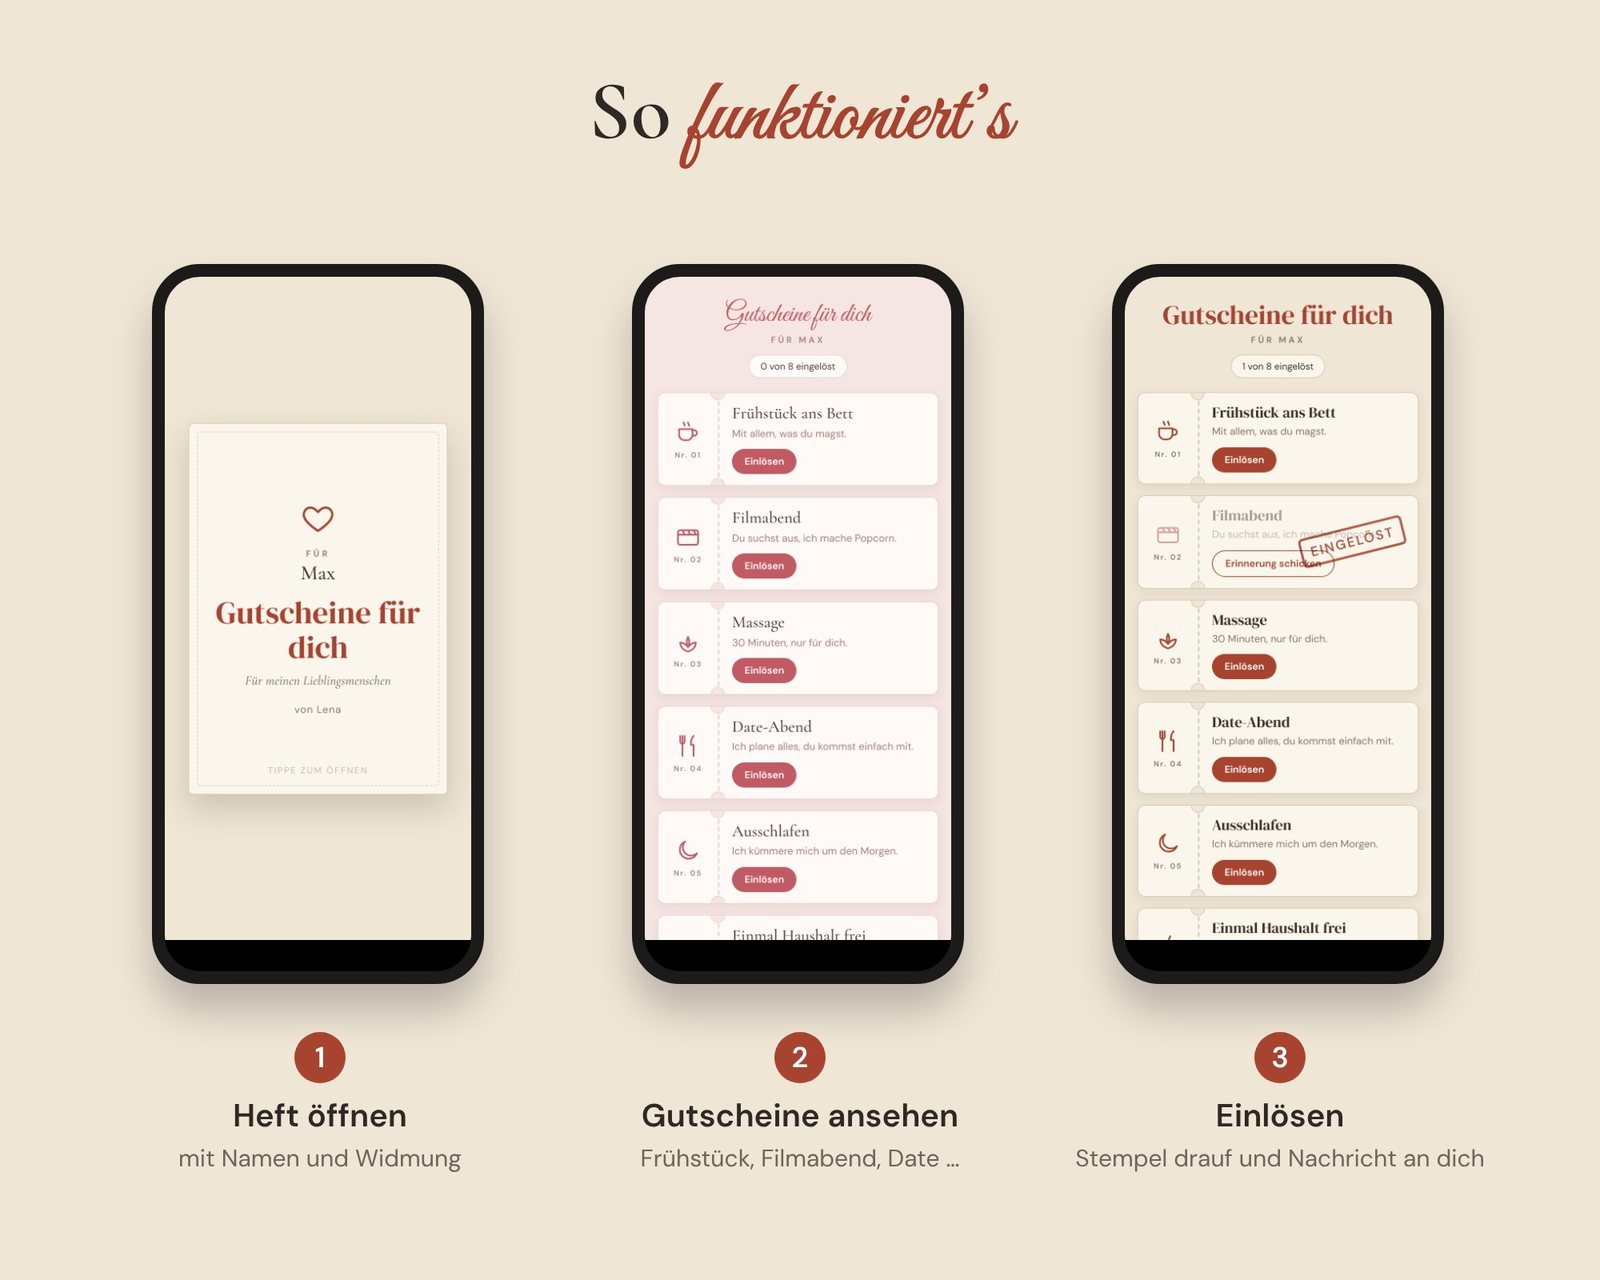 So funktioniert’s
FÜR
Max
Gutscheine für
dich
Für meinen Lieblingsmenschen
von Lena
TIPPE ZUM ÖFFNEN
1
Heft öffnen
mit Namen und Widmung
Gutscheine für dich
FÜR MAX
0 von 8 eingelöst
Frühstück ans Bett
Mit allem, was du magst.
Nr. 01
Einlösen
Filmabend
Du suchst aus, ich mache Popcorn.
Nr. 02
Einlösen
Massage
30 Minuten, nur für dich.
Nr. 03
Einlösen
Date-Abend
Ich plane alles, du kommst einfach mit.
Nr. 04
Einlösen
Ausschlafen
Ich kümmere mich um den Morgen.
Nr. 05
Einlösen
Einmal Haushalt frei
2
Gutscheine ansehen
Frühstück, Filmabend, Date ...
Gutscheine für dich
FÜR MAX
1 von 8 eingelöst
Frühstück ans Bett
Mit allem, was du magst.
Nr. 01
Einlösen
Filmabend
Du suchst aus, ich mache Popcorn.
EINGELÖST
Nr. 02
Erinnerung schicken
Massage
30 Minuten, nur für dich.
Nr. 03
Einlösen
Date-Abend
Ich plane alles, du kommst einfach mit.
Nr. 04
Einlösen
Ausschlafen
Ich kümmere mich um den Morgen.
Nr. 05
Einlösen
Einmal Haushalt frei
3
Einlösen
Stempel drauf und Nachricht an dich